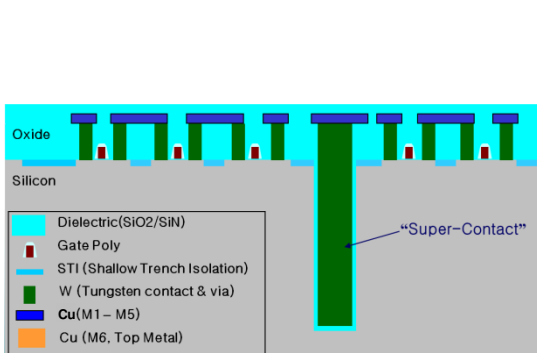 Oxide
Silicon
"Super-Contact"
Dielectric(SiO2/SiN)
Gate Poly
STI (Shallow Trench Isolation)
W (Tungsten contact & via)
Cu(M1 – M5)
Cu (M6, Top Metal)